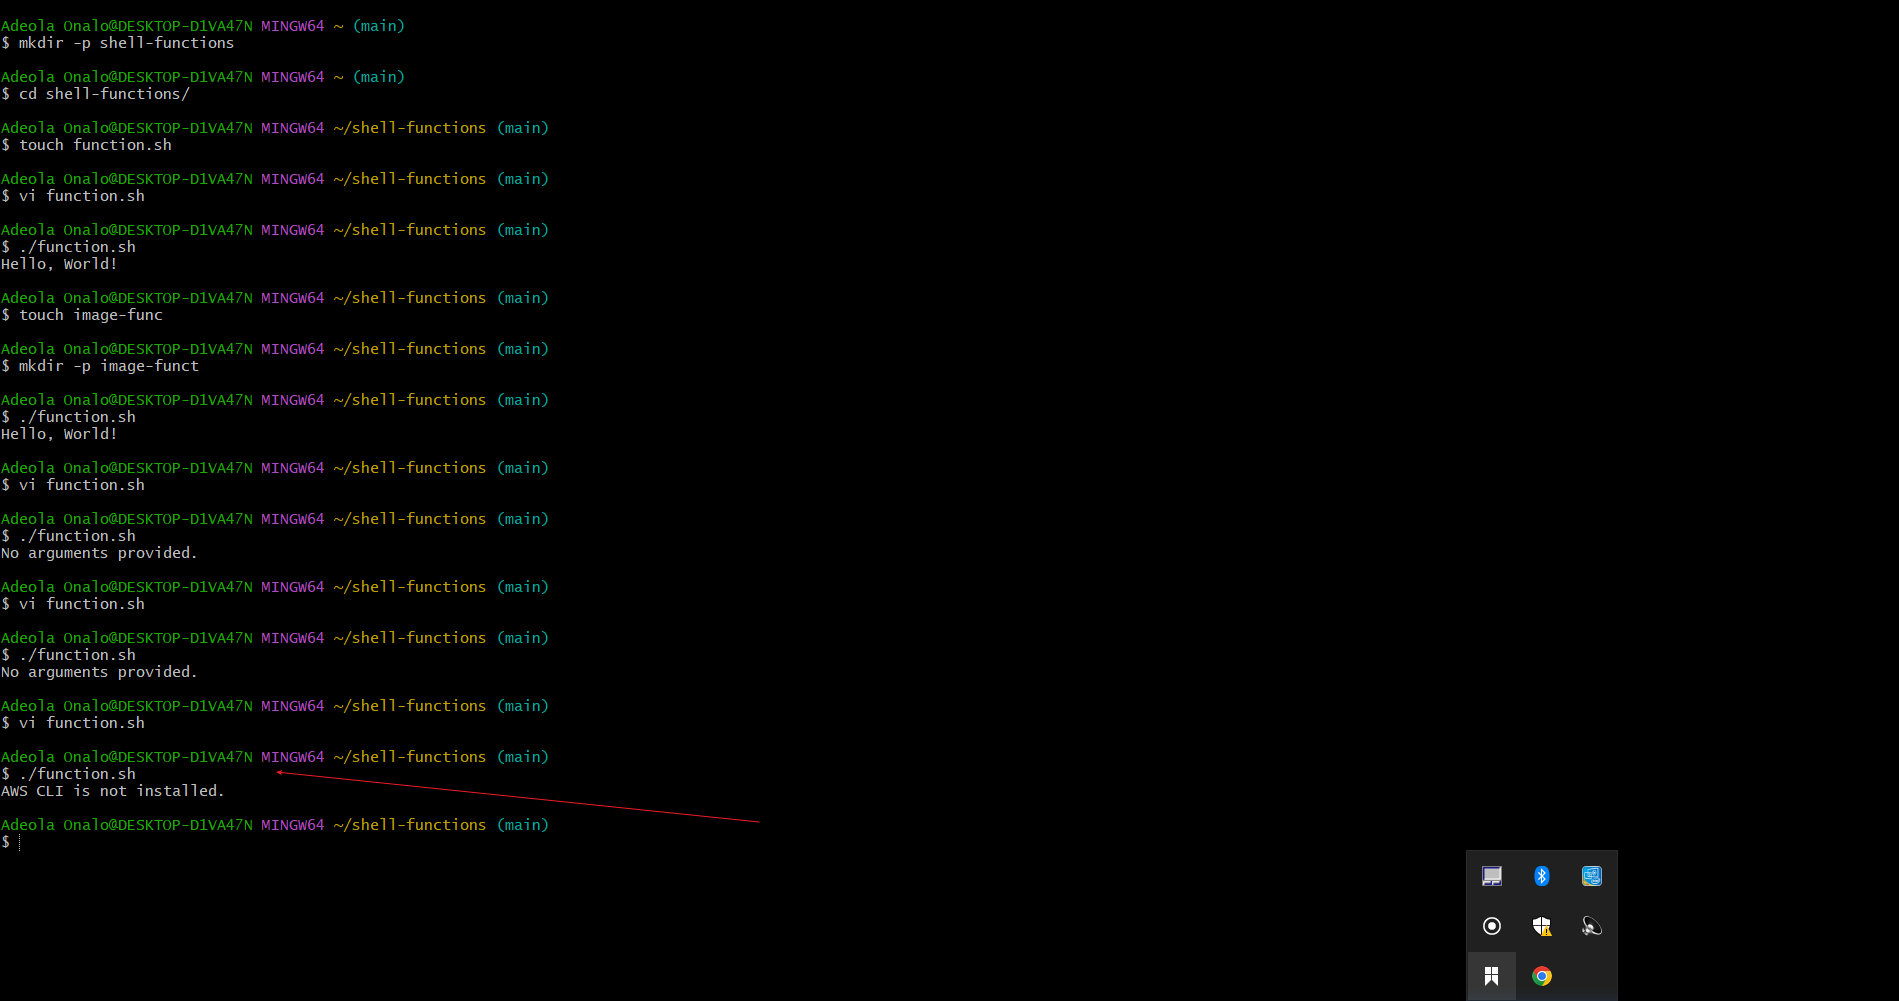 Adeola Onalo@DESKTOP-D1VA47N MINGW64 ~ (main)
$ mkdir -p shell-functions
Adeola Onalo@DESKTOP-D1VA47N MINGW64 ~ (main)
$ cd shell-functions/
Adeola Onalo@DESKTOP-D1VA47N MINGW64 ~/shell-functions (main)
$ touch function.sh
Adeola Onalo@DESKTOP-D1VA47N MINGW64 ~/shell-functions (main)
$ vi function.sh
Adeola Onalo@DESKTOP-D1VA47N MINGW64 ~/shell-functions (main)
$ ./function.sh
Hello, World!
Adeola Onalo@DESKTOP-D1VA47N MINGW64 ~/shell-functions (main)
$ touch image-func
Adeola Onalo@DESKTOP-D1VA47N MINGW64 ~/shell-functions (main)
$ mkdir -p image-funct
Adeola Onalo@DESKTOP-D1VA47N MINGW64 ~/shell-functions (main)
$ ./function.sh
Hello, World!
Adeola Onalo@DESKTOP-D1VA47N MINGW64 ~/shell-functions (main)
$ vi function.sh
Adeola Onalo@DESKTOP-D1VA47N MINGW64 ~/shell-functions (main)
$ ./function.sh
No arguments provided.
Adeola Onalo@DESKTOP-D1VA47N MINGW64 ~/shell-functions (main)
$ vi function.sh
Adeola Onalo@DESKTOP-D1VA47N MINGW64 ~/shell-functions (main)
$ ./function.sh
No arguments provided.
Adeola Onalo@DESKTOP-D1VA47N MINGW64 ~/shell-functions (main)
$ vi function.sh
Adeola Onalo@DESKTOP-D1VA47N MINGW64 ~/shell-functions (main)
$ ./function.sh
AWS CLI is not installed.
Adeola Onalo@DESKTOP-D1VA47N MINGW64 ~/shell-functions (main)
$